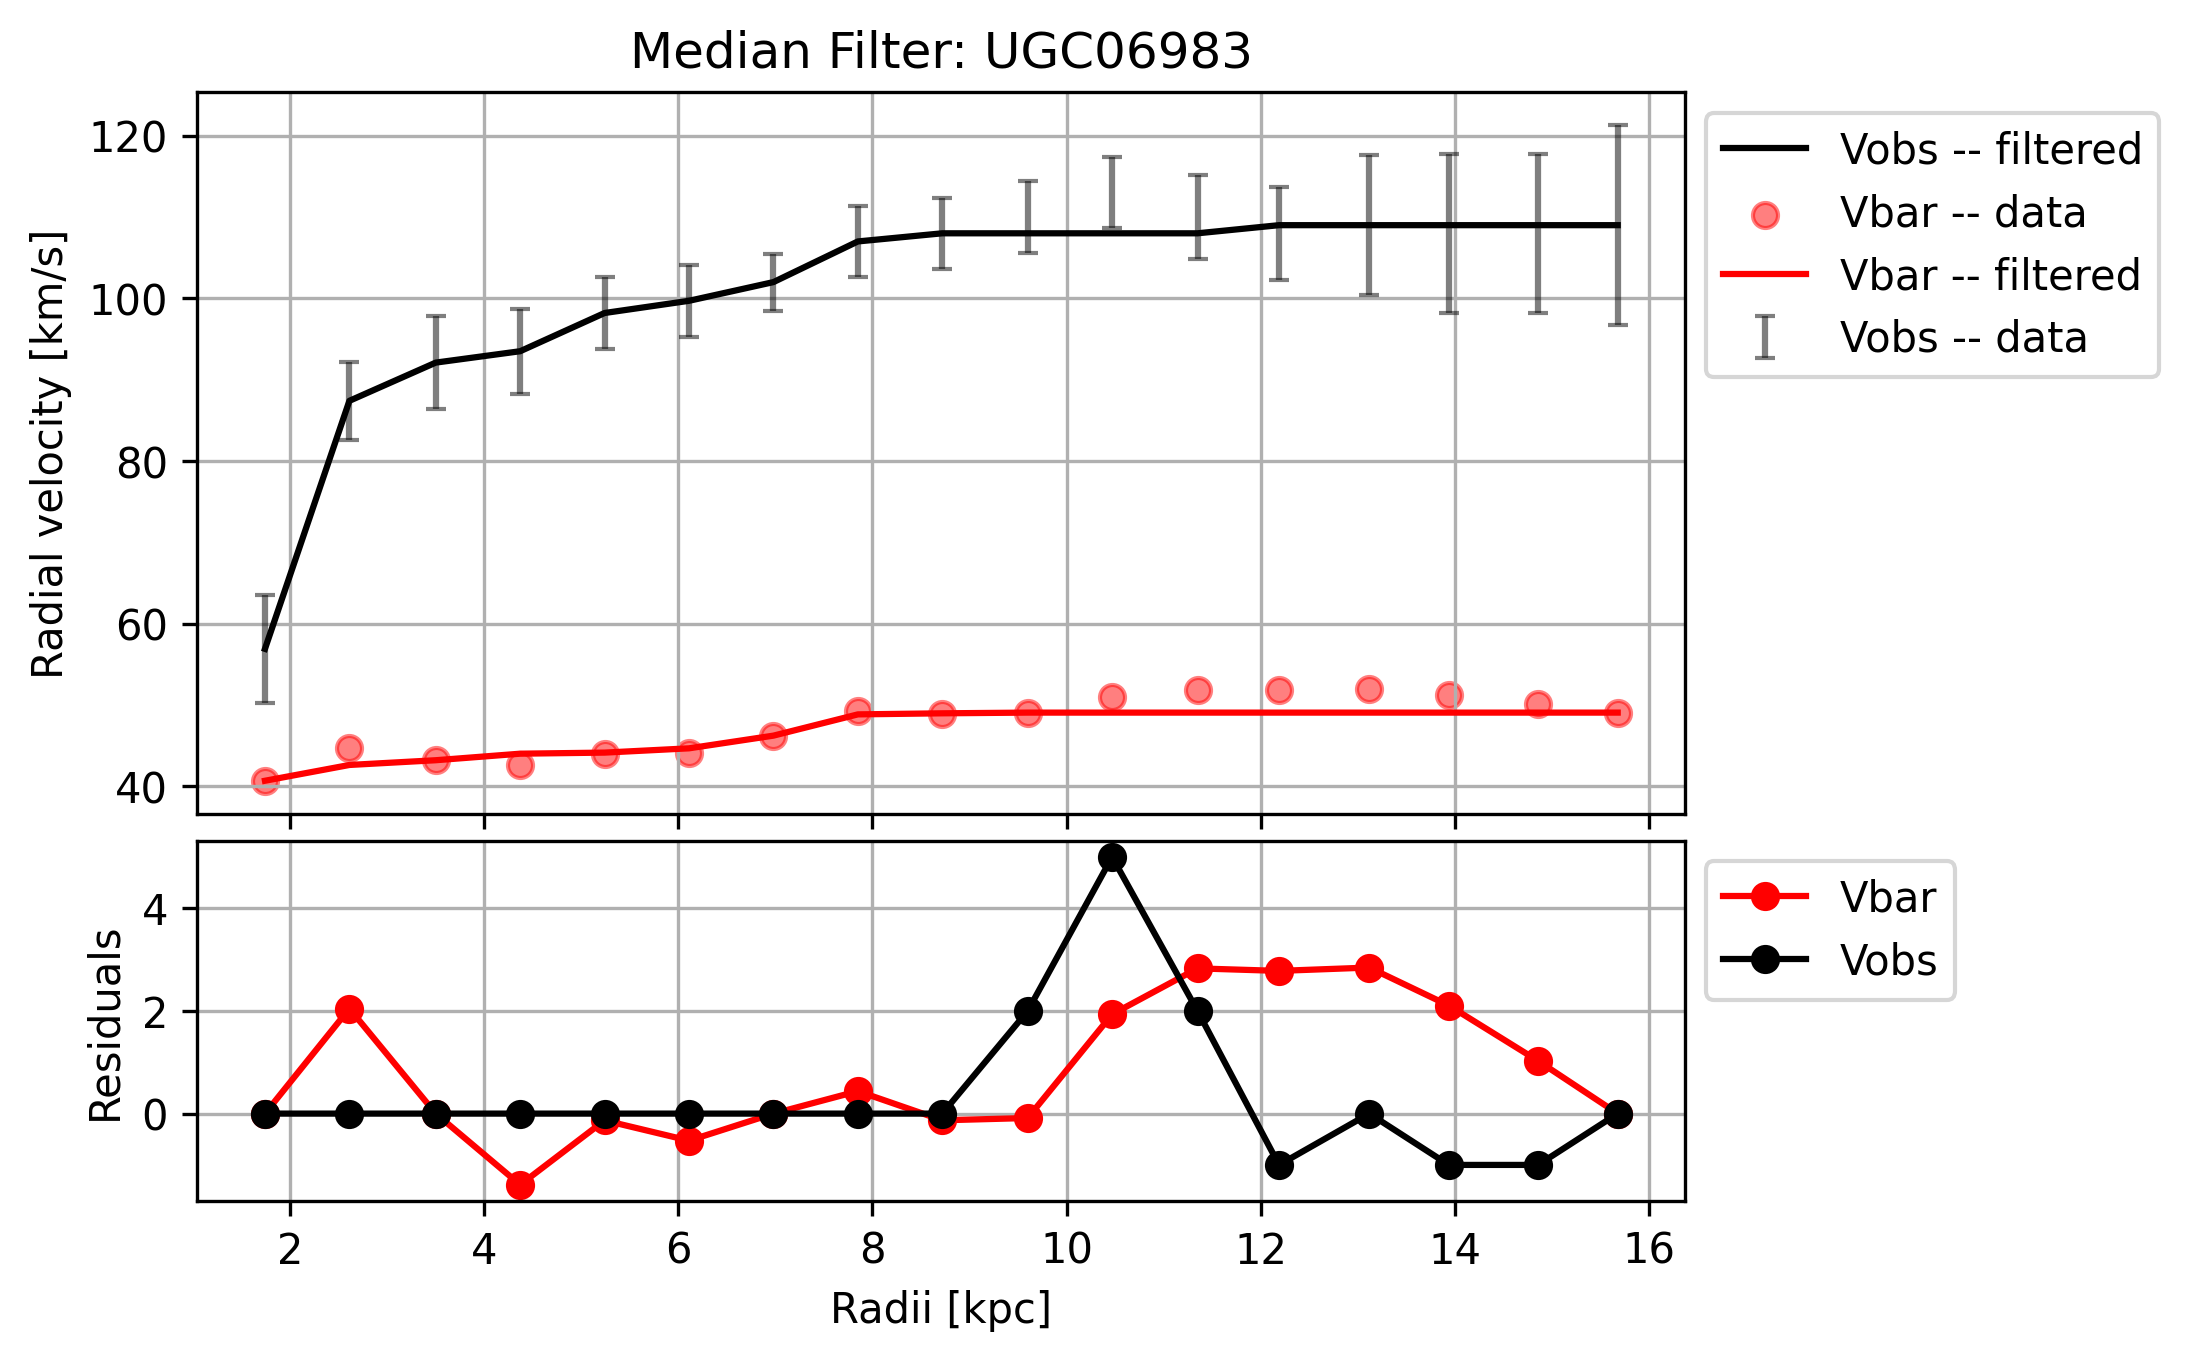 Median Filter: UGC06983
Radial velocity [km/s]
120
100
80
60
40
Vobs -- filtered
Vbar -- data
Vbar -- filtered
Vobs -- data
Residuals
4
2
0
Vbar
Vobs
2 4 6 8 10 12 14 16
Radii [kpc]